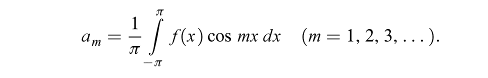 a_m = \frac{1}{\pi} \int_{-\pi}^{\pi} f(x) \cos mx \, dx \quad (m = 1, 2, 3, \ldots).